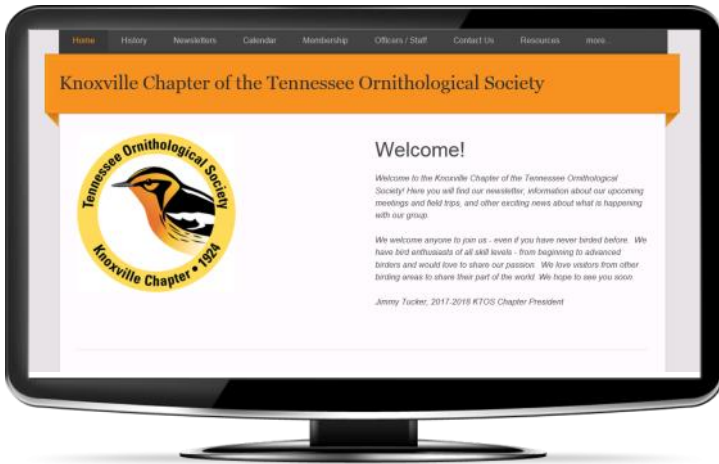 Home History Newsletters Calendar Membership Officers / Staff Contact Us Resources more...
Knoxville Chapter of the Tennessee Ornithological Society
Tennessee Ornithological Society
Knoxville Chapter • 1924
Welcome!
Welcome to the Knoxville Chapter of the Tennessee Ornithological
Society! Here you will find our newsletter, information about our upcoming
meetings and field trips, and other exciting news about what is happening
with our group.
We welcome anyone to join us - even if you have never birded before. We
have bird enthusiasts of all skill levels - from beginning to advanced
birders and would love to share our passion. We love visitors from other
birding areas to share their part of the world. We hope to see you soon.
Jimmy Tucker, 2017-2018 KTOS Chapter President